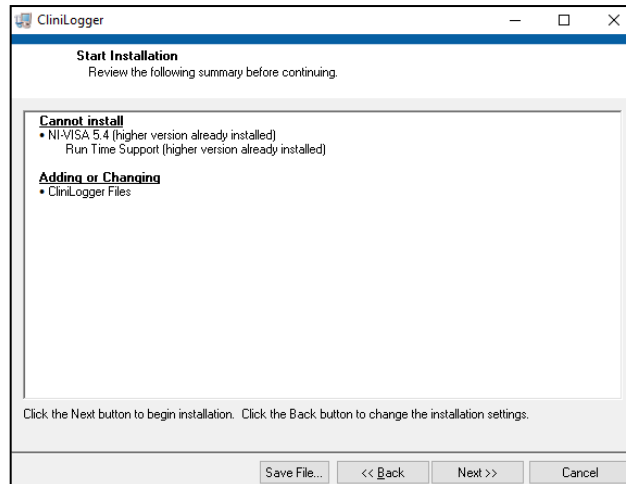 CliniLogger
Start Installation
Review the following summary before continuing.
Cannot install
• NI-VISA 5.4 (higher version already installed)
Run Time Support (higher version already installed)
Adding or Changing
• CliniLogger Files
Click the Next button to begin installation. Click the Back button to change the installation settings.
Save File... << Back Next >> Cancel